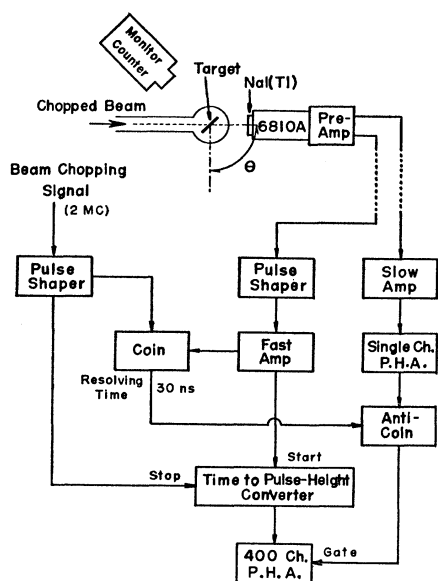 Monitor
Counter
Target
NaI(Tl)
Chopped Beam
6810A
Pre-
Amp
θ
Beam Chopping
Signal
(2 MC)
Pulse
Shaper
Pulse
Shaper
Slow
Amp
Coin
Fast
Amp
Single Ch.
P.H.A.
Resolving
Time
30 ns
Anti-
Coin
Start
Stop
Time to Pulse-Height
Converter
400 Ch.
P.H.A.
Gate